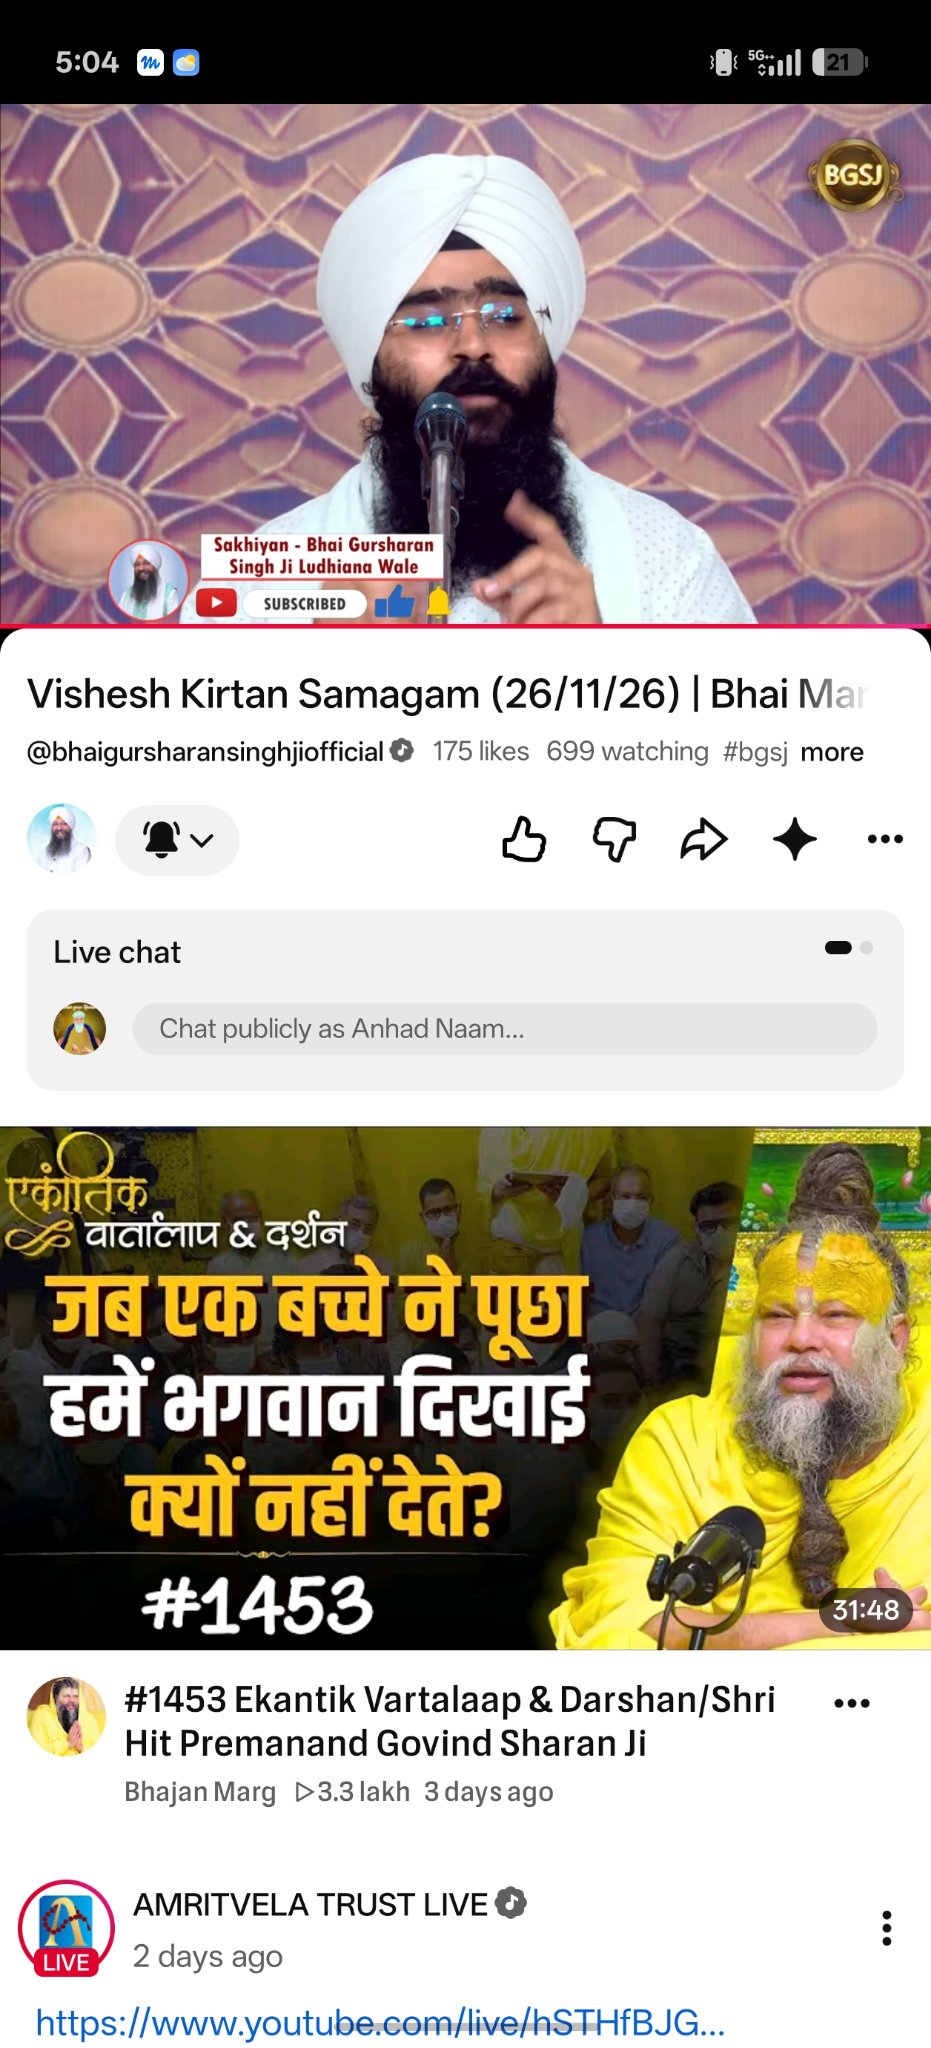 5:04
5G++
21
BGSJ
Sakhiyan - Bhai Gursharan
Singh Ji Ludhiana Wale
SUBSCRIBED
Vishesh Kirtan Samagam (26/11/26) | Bhai Mar
@bhaigursharansinghjiofficial 175 likes 699 watching #bgsj more
Live chat
Chat publicly as Anhad Naam...
एकांतिक
वार्तालाप & दर्शन
जब एक बच्चे ने पूछा
हमें भगवान दिखाई
क्यों नहीं देते?
#1453
31:48
#1453 Ekantik Vartalaap & Darshan/Shri
Hit Premanand Govind Sharan Ji
Bhajan Marg 3.3 lakh 3 days ago
AMRITVELA TRUST LIVE
LIVE
2 days ago
https://www.youtube.com/live/hSTHfBJG...